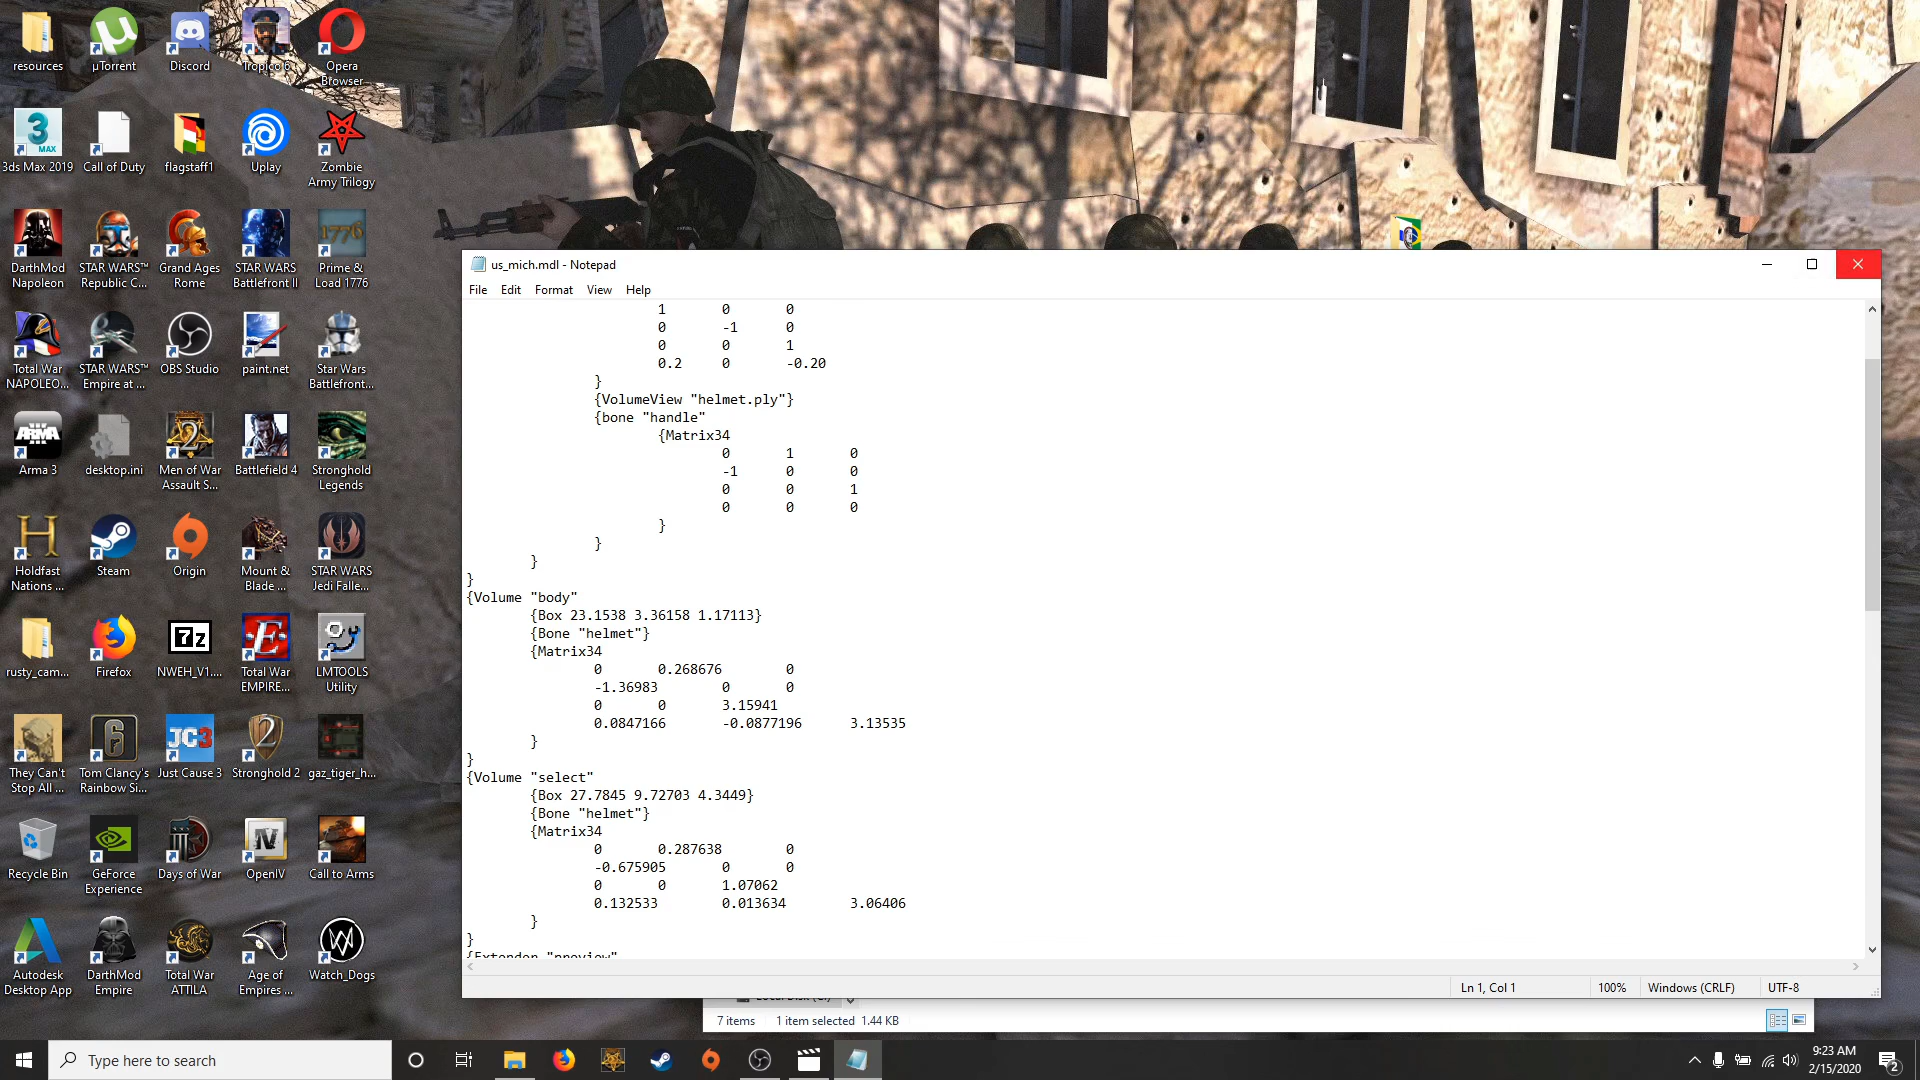 resources
µTorrent
Discord
Tropico 6
Opera
Browser
3ds Max 2019
Call of Duty
flagstaff1
Uplay
Zombie
Army Trilogy
DarthMod
Napoleon
STAR WARS™
Republic C...
Grand Ages
Rome
STAR WARS
Battlefront II
Prime &
Load 1776
Total War
NAPOLEO...
STAR WARS™
Empire at ...
OBS Studio
paint.net
Star Wars
Battlefront...
Arma 3
desktop.ini
Men of War
Assault S...
Battlefield 4
Stronghold
Legends
Holdfast
Nations ...
Steam
Origin
Mount &
Blade ...
STAR WARS
Jedi Falle...
rusty_cam...
Firefox
NWEH_V1....
Total War
EMPIRE...
LMTOOLS
Utility
They Can't
Stop All ...
Tom Clancy's
Rainbow Si...
Just Cause 3
Stronghold 2
gaz_tiger_h...
Recycle Bin
GeForce
Experience
Days of War
OpenIV
Call to Arms
Autodesk
Desktop App
DarthMod
Empire
Total War
ATTILA
Age of
Empires ...
Watch_Dogs
us_mich.mdl - Notepad
File Edit Format View Help
1 0 0
0 -1 0
0 0 1
0.2 0 -0.20
}
{VolumeView "helmet.ply"}
{bone "handle"
{Matrix34
0 1 0
-1 0 0
0 0 1
0 0 0
}
}
}
}
{Volume "body"
{Box 23.1538 3.36158 1.17113}
{Bone "helmet"}
{Matrix34
0 0.268676 0
-1.36983 0 0
0 0 3.15941
0.0847166 -0.0877196 3.13535
}
}
{Volume "select"
{Box 27.7845 9.72703 4.3449}
{Bone "helmet"}
{Matrix34
0 0.287638 0
-0.675905 0 0
0 0 1.07062
0.132533 0.013634 3.06406
}
}
{Extender "preview"
Ln 1, Col 1 100% Windows (CRLF) UTF-8
Local Disk (C:)
7 items 1 item selected 1.44 KB
Type here to search
9:23 AM
2/15/2020
2